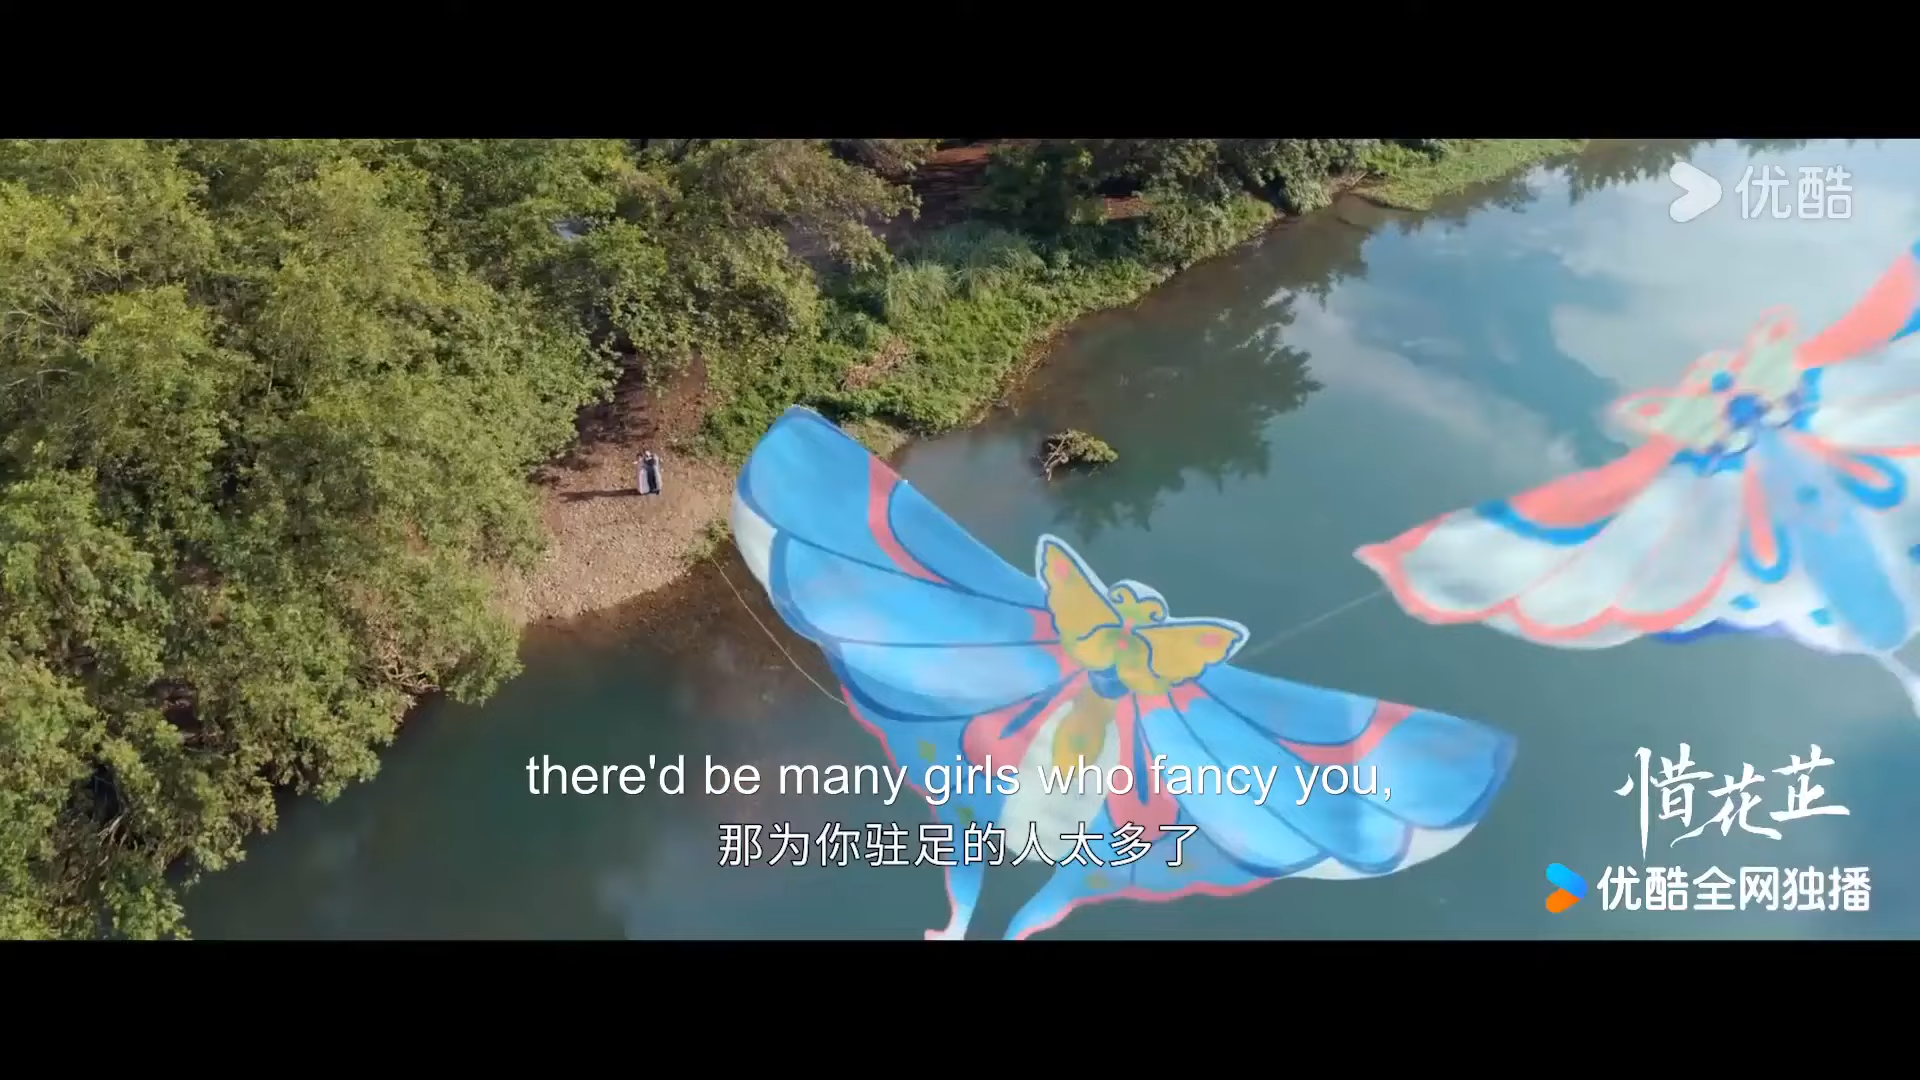 优酷
there'd be many girls who fancy you,
那为你驻足的人太多了
惜花芷
优酷全网独播